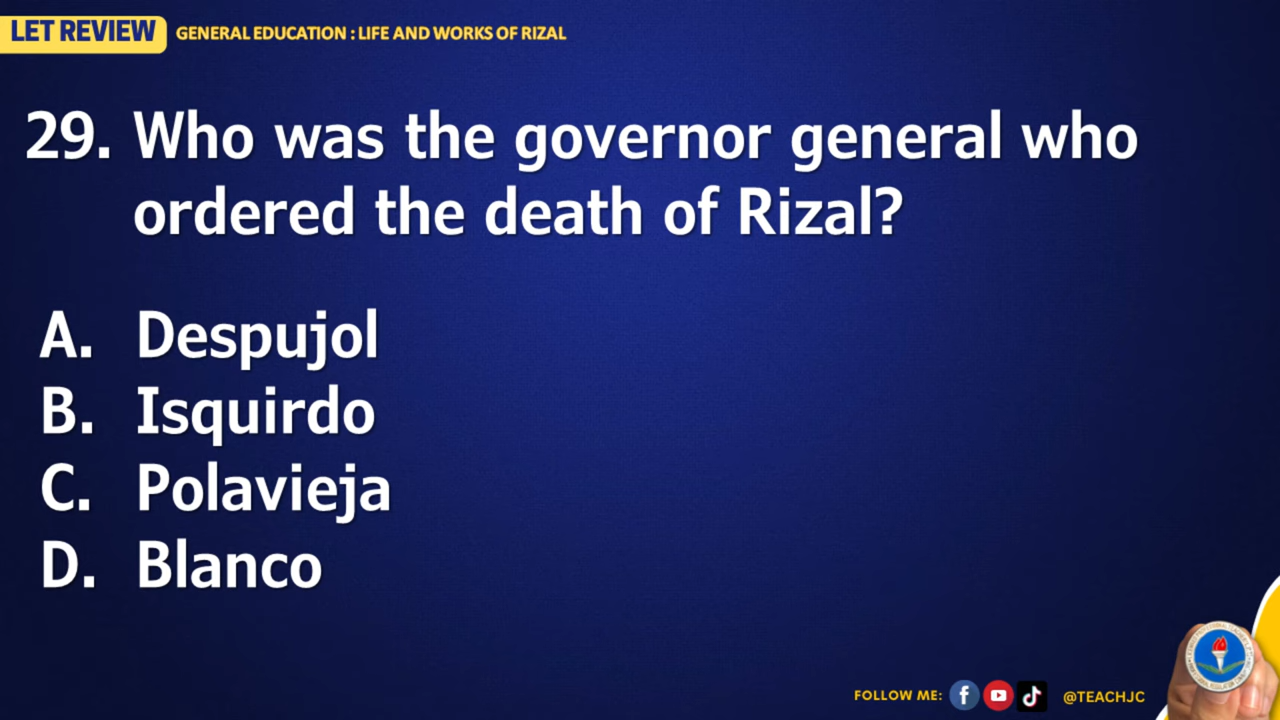 LET REVIEW
GENERAL EDUCATION : LIFE AND WORKS OF RIZAL
29. Who was the governor general who
ordered the death of Rizal?
A. Despujol
B. Isquirdo
C. Polavieja
D. Blanco
FOLLOW ME: @TEACHJC